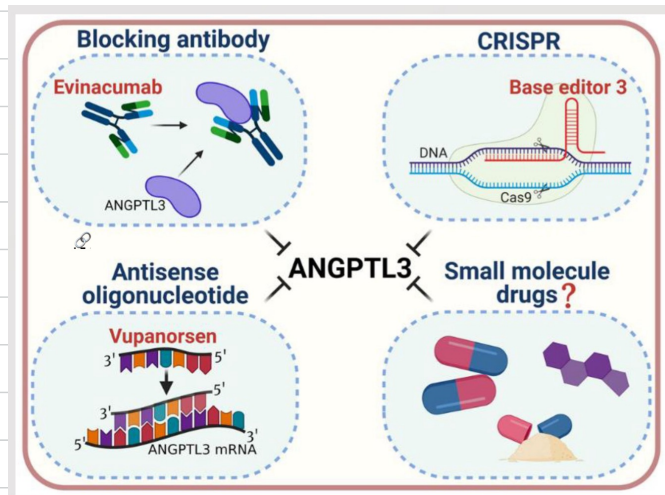 Blocking antibody
Evinacumab
ANGPTL3
CRISPR
Base editor 3
DNA
Cas9
ANGPTL3
Antisense
oligonucleotide
Vupanorsen
3' 5'
5'
3'
5' 3'
ANGPTL3 mRNA
Small molecule
drugs?